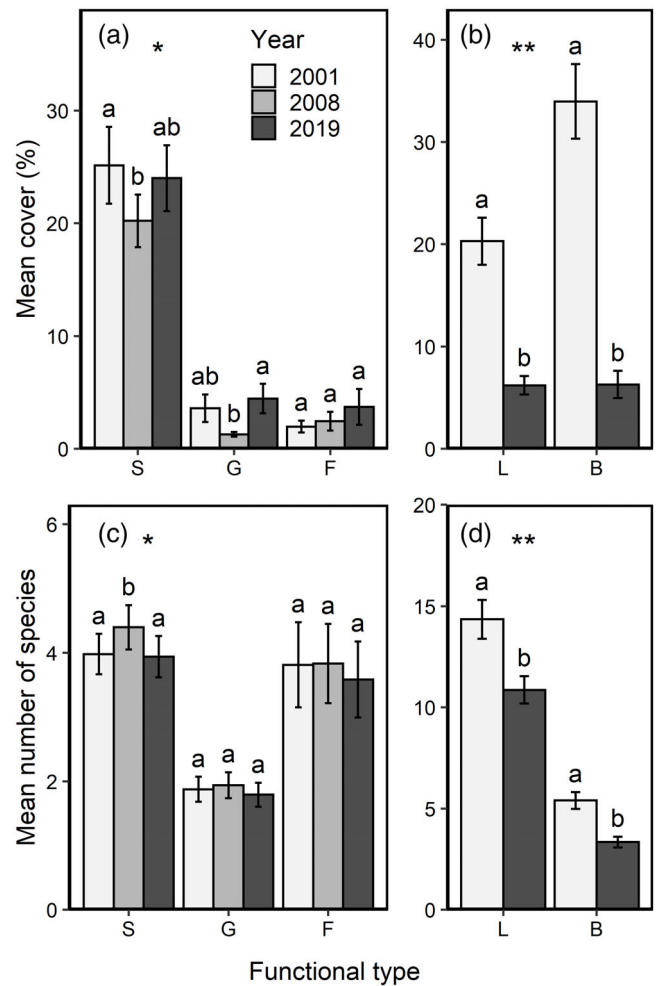 (a) *
Year
2001
2008
2019
a
b
ab
ab
b
a
a
a
a
30
20
10
0
Mean cover (%)
S G F
(b) **
a
b
a
b
40
30
20
10
0
L B
(c) *
a
b
a
a
a
a
a
a
a
6
4
2
0
Mean number of species
S G F
(d) **
a
b
a
b
20
15
10
5
0
L B
Functional type